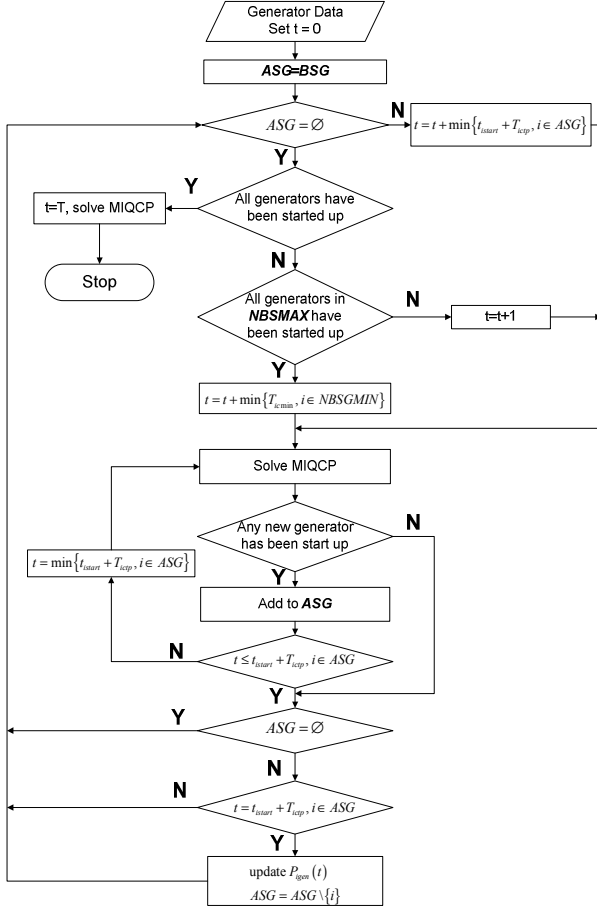 Generator Data
Set t = 0
ASG=BSG
ASG = ∅
N
t = t + min{t_istart + T_ictp, i ∈ ASG}
Y
All generators have
been started up
Y
t=T, solve MIQCP
Stop
N
All generators in
NBSMAX have
been started up
N
t=t+1
Y
t = t + min{T_icmin, i ∈ NBSGMIN}
Solve MIQCP
Any new generator
has been start up
N
t = min{t_istart + T_ictp, i ∈ ASG}
Y
Add to ASG
t ≤ t_istart + T_ictp, i ∈ ASG
N
Y
ASG = ∅
Y
N
t = t_istart + T_ictp, i ∈ ASG
N
Y
update P_igen(t)
ASG = ASG \{i}